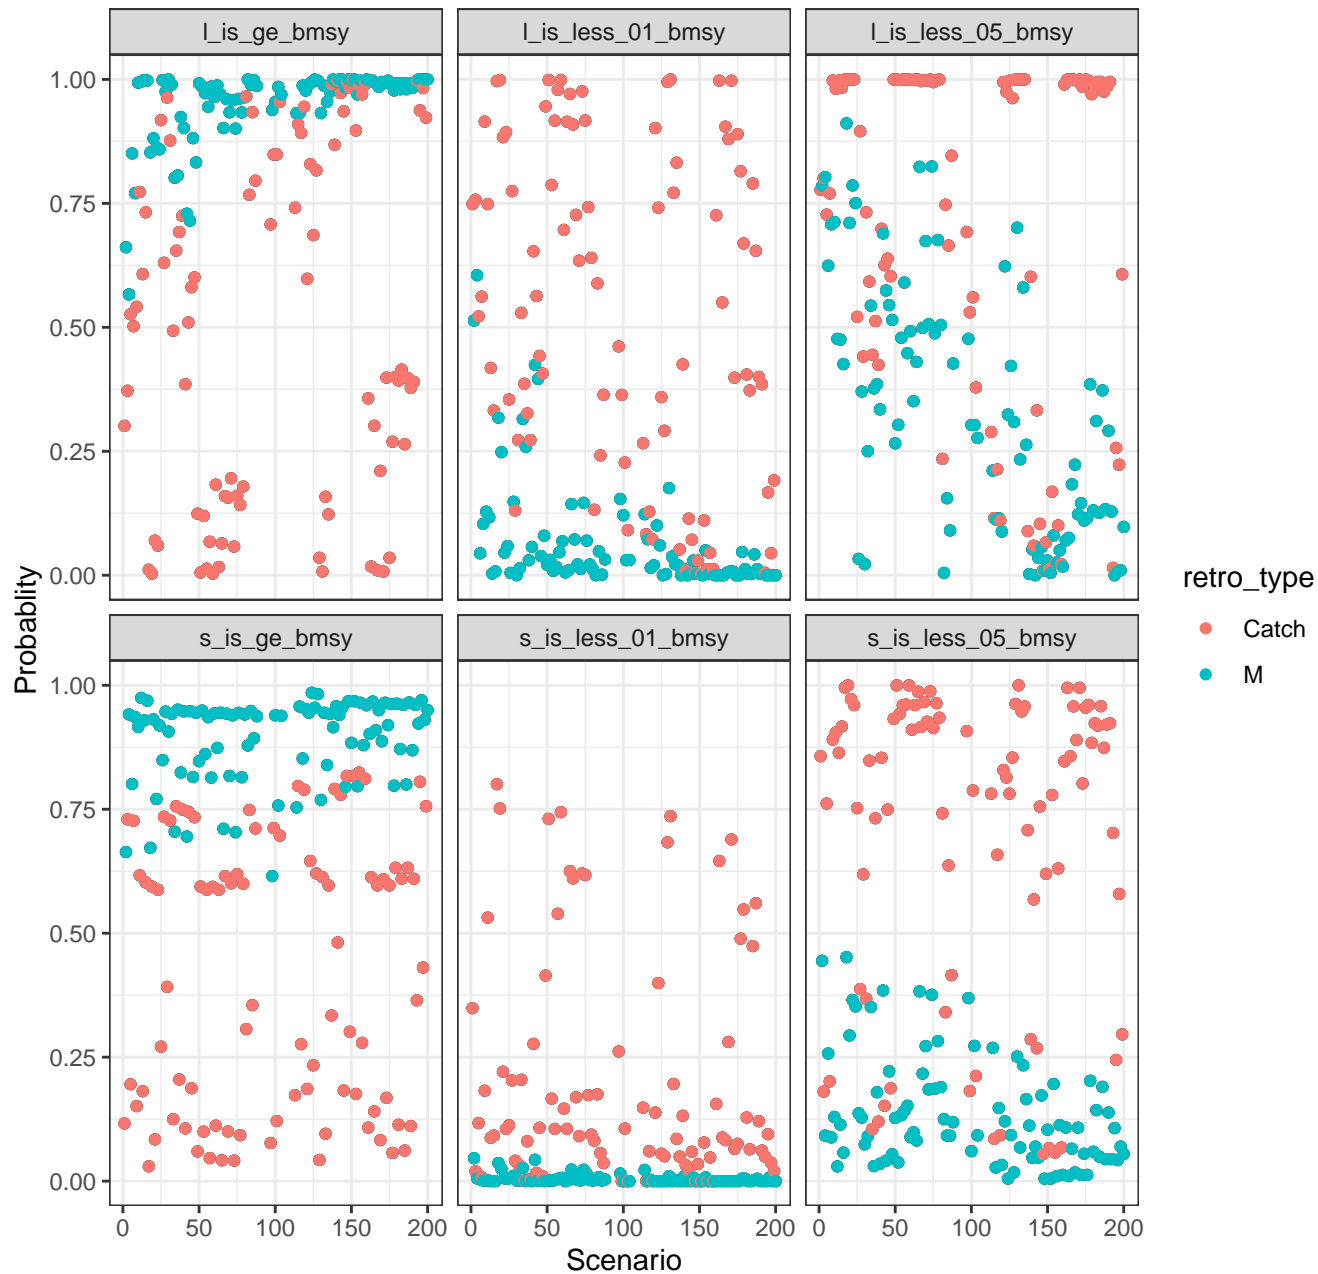 l_is_ge_bmsy
l_is_less_01_bmsy
l_is_less_05_bmsy
1.00
0.75
0.50
0.25
0.00
s_is_ge_bmsy
s_is_less_01_bmsy
s_is_less_05_bmsy
1.00
0.75
0.50
0.25
0.00
0 50 100 150 200
0 50 100 150 200
0 50 100 150 200
Scenario
Probablity
retro_type
Catch
M